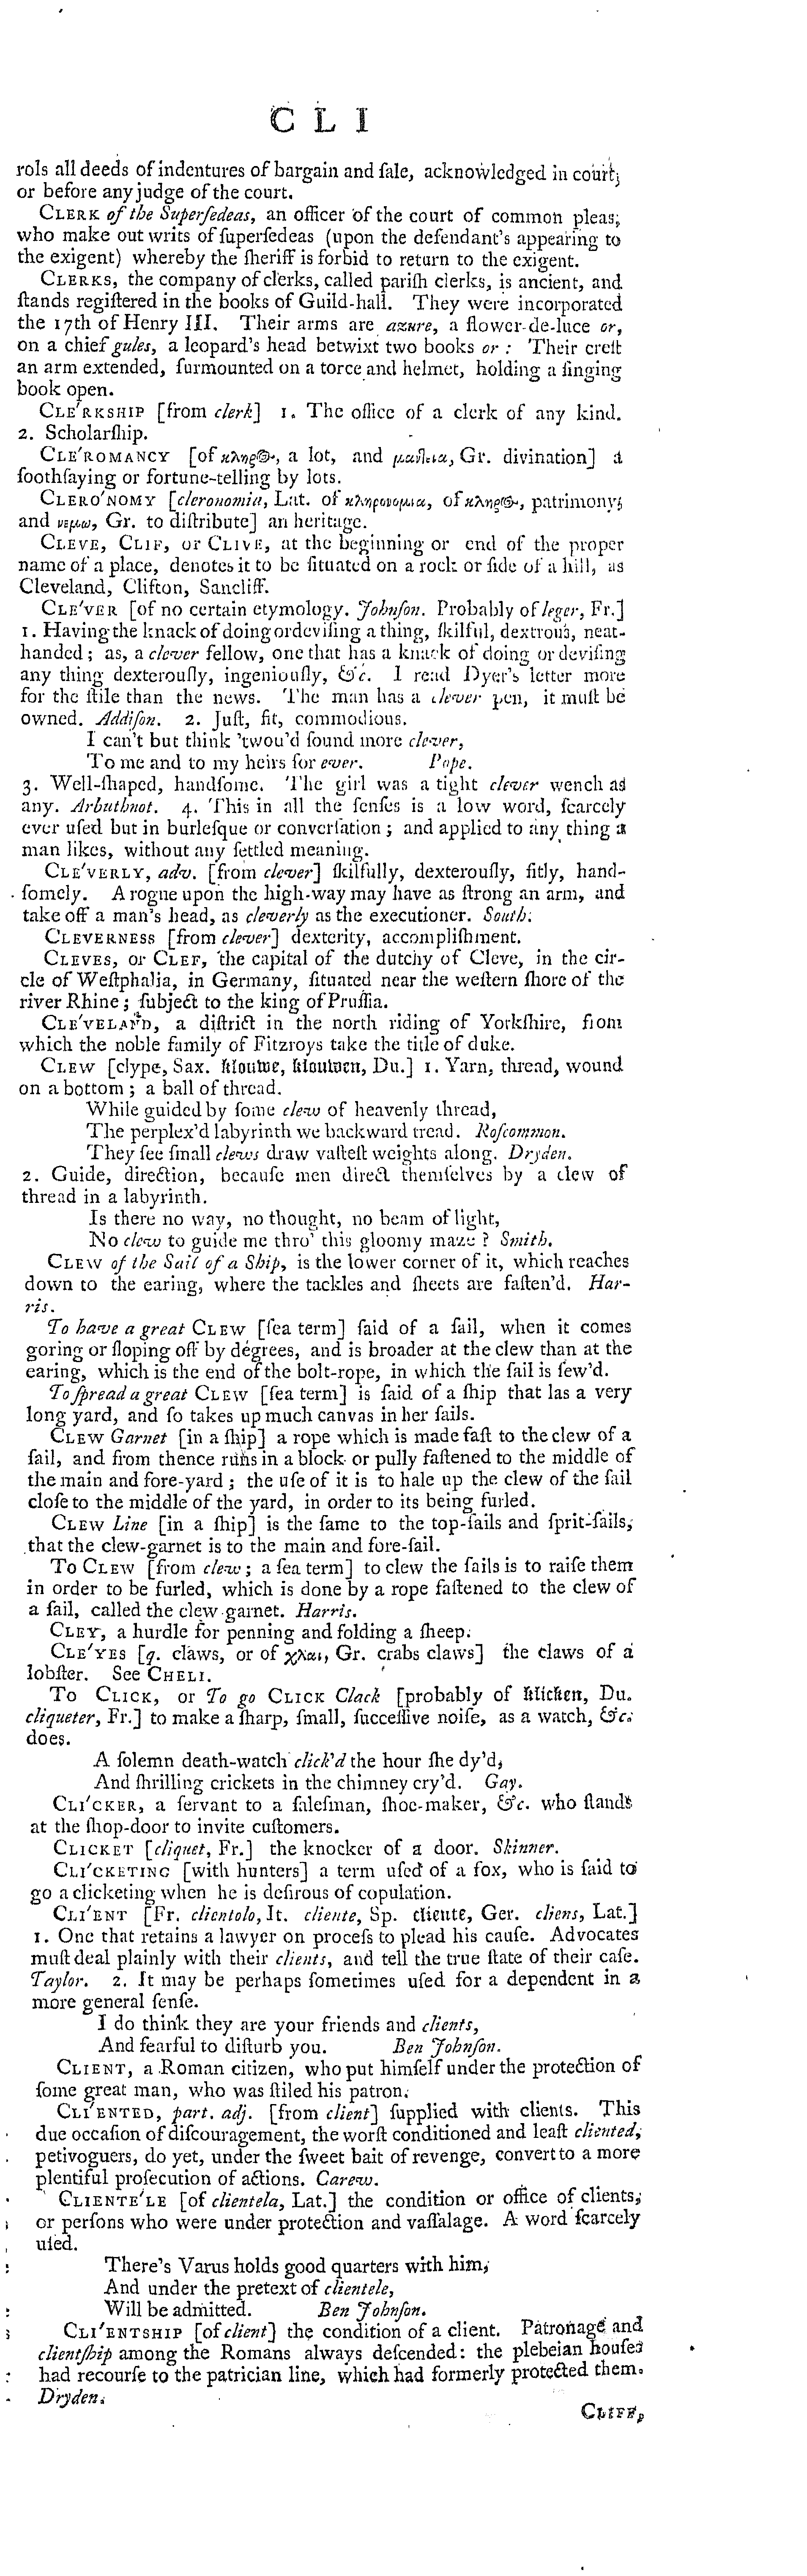 C L I
rols all deeds of indentures of bargain and ſale, acknowledged in court;
or before any judge of the court.
CLERK of the Superſedeas, an officer of the court of common pleas;
who make out writs of ſuperſedeas (upon the defendant's appearing to
the exigent) whereby the ſheriff is forbid to return to the exigent.
CLERKS, the company of clerks, called pariſh clerks, is ancient, and
ſtands regiſtered in the books of Guild-hall. They were incorporated
the 17th of Henry III. Their arms are azure, a flower-de-luce or,
on a chief gules, a leopard's head betwixt two books or: Their creſt
an arm extended, ſurmounted on a torce and helmet, holding a ſinging
book open.
CLE'RKSHIP [from clerk] 1. The office of a clerk of any kind.
2. Scholarſhip.
CLE'ROMANCY [of κληρ@, a lot, and μαντεια, Gr. divination] a
ſoothſaying or fortune-telling by lots.
CLERO'NOMY [cleronomia, Lat. of κληρονομια, of κληρ@, patrimony;
and νεμω, Gr. to diſtribute] an heritage.
CLEVE, CLIF, or CLIVE, at the beginning or end of the proper
name of a place, denotes it to be ſituated on a rock or ſide of a hill, as
Cleveland, Clifton, Sancliff.
CLE'VER [of no certain etymology. Johnſon. Probably of leger, Fr.]
1. Having the knack of doing or deviſing a thing, ſkilful, dextrous, neat-
handed; as, a clever fellow, one that has a knack of doing or deviſing
any thing dexterouſly, ingeniouſly, &c. I read Dyer's letter more
for the ſtile than the news. The man has a clever pen, it muſt be
owned. Addiſon. 2. Juſt, fit, commodious.
I can't but think 'twou'd ſound more clever,
To me and to my heirs for ever. Pope.
3. Well-ſhaped, handſome. The girl was a tight clever wench as
any. Arbuthnot. 4. This in all the ſenſes is a low word, ſcarcely
ever uſed but in burleſque or converſation; and applied to any thing a
man likes, without any ſettled meaning.
CLE'VERLY, adv. [from clever] ſkilfully, dexterouſly, fitly, hand-
ſomely. A rogue upon the high-way may have as ſtrong an arm, and
take off a man's head, as cleverly as the executioner. South.
CLEVERNESS [from clever] dexterity, accompliſhment.
CLEVES, or CLEF, the capital of the dutchy of Cleve, in the cir-
cle of Weſtphalia, in Germany, ſituated near the weſtern ſhore of the
river Rhine; ſubject to the king of Pruſſia.
CLE'VELAND, a diſtrict in the north riding of Yorkſhire, from
which the noble family of Fitzroys take the title of duke.
CLEW [clype, Sax. klouwe, klouwen, Du.] 1. Yarn, thread, wound
on a bottom; a ball of thread.
While guided by ſome clew of heavenly thread,
The perplex'd labyrinth we backward tread. Roſcommon.
They ſee ſmall clews draw vaſteſt weights along. Dryden.
2. Guide, direction, becauſe men direct themſelves by a clew of
thread in a labyrinth.
Is there no way, no thought, no beam of light,
No clew to guide me thro' this gloomy maze? Smith.
CLEW of the Sail of a Ship, is the lower corner of it, which reaches
down to the earing, where the tackles and ſheets are faſten'd. Har-
ris.
To have a great CLEW [ſea term] ſaid of a ſail, when it comes
goring or ſloping off by degrees, and is broader at the clew than at the
earing, which is the end of the bolt-rope, in which the ſail is ſew'd.
To ſpread a great CLEW [ſea term] is ſaid of a ſhip that las a very
long yard, and ſo takes up much canvas in her ſails.
CLEW Garnet [in a ſhip] a rope which is made faſt to the clew of a
ſail, and from thence runs in a block or pully faſtened to the middle of
the main and fore-yard; the uſe of it is to hale up the clew of the ſail
cloſe to the middle of the yard, in order to its being furled.
CLEW Line [in a ſhip] is the ſame to the top-ſails and ſprit-ſails,
that the clew-garnet is to the main and fore-ſail.
To CLEW [from clew; a ſea term] to clew the ſails is to raiſe them
in order to be furled, which is done by a rope faſtened to the clew of
a ſail, called the clew garnet. Harris.
CLEY, a hurdle for penning and folding a ſheep.
CLE'YES [q. claws, or of χηλαι, Gr. crabs claws] the claws of a
lobſter. See CHELI.
To CLICK, or To go CLICK Clack [probably of klicken, Du.
cliqueter, Fr.] to make a ſharp, ſmall, ſucceſſive noiſe, as a watch, &c.
does.
A ſolemn death-watch click'd the hour ſhe dy'd,
And ſhrilling crickets in the chimney cry'd. Gay.
CLI'CKER, a ſervant to a ſaleſman, ſhoe-maker, &c. who ſtands
at the ſhop-door to invite cuſtomers.
CLICKET [cliquet, Fr.] the knocker of a door. Skinner.
CLI'CKETING [with hunters] a term uſed of a fox, who is ſaid to
go a clicketing when he is deſirous of copulation.
CLI'ENT [Fr. clientolo, It. cliente, Sp. cliente, Ger. cliens, Lat.]
1. One that retains a lawyer on proceſs to plead his cauſe. Advocates
muſt deal plainly with their clients, and tell the true ſtate of their caſe.
Taylor. 2. It may be perhaps ſometimes uſed for a dependent in a
more general ſenſe.
I do think they are your friends and clients,
And fearful to diſturb you. Ben Johnſon.
CLIENT, a Roman citizen, who put himſelf under the protection of
ſome great man, who was ſtiled his patron.
CLI'ENTED, part. adj. [from client] ſupplied with clients. This
due occaſion of diſcouragement, the worſt conditioned and leaſt cliented,
petivoguers, do yet, under the ſweet bait of revenge, convert to a more
plentiful proſecution of actions. Carew.
CLIENTE'LE [of clientela, Lat.] the condition or office of clients,
or perſons who were under protection and vaſſalage. A word ſcarcely
uſed.
There's Varus holds good quarters with him,
And under the pretext of clientele,
Will be admitted. Ben Johnſon.
CLI'ENTSHIP [of client] the condition of a client. Patronage and
clientſhip among the Romans always deſcended: the plebeian houſes
had recourſe to the patrician line, which had formerly protected them.
Dryden.
CLIFF,